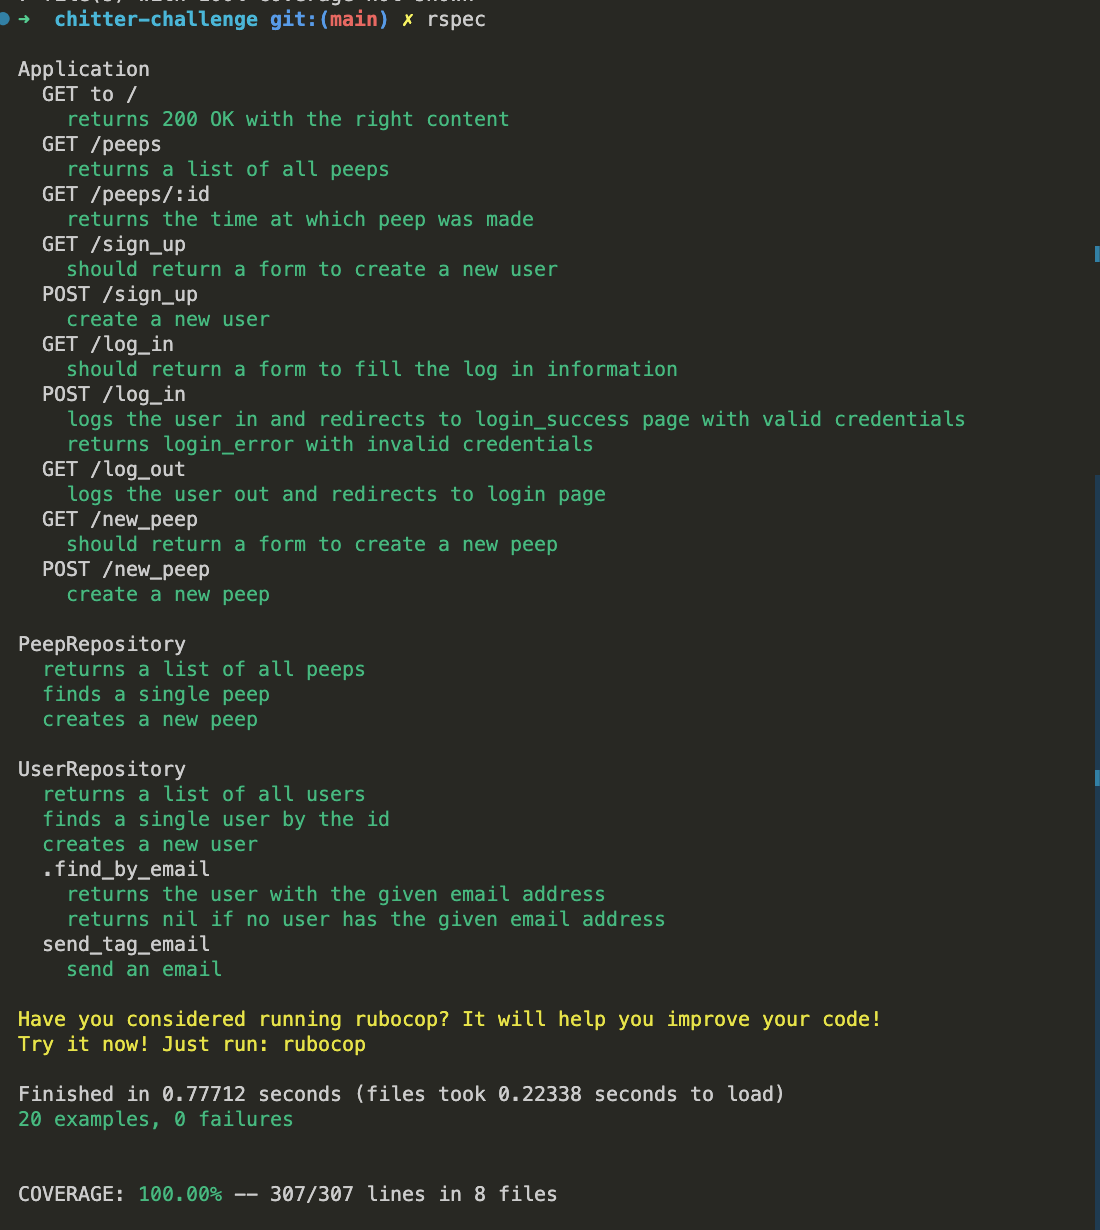 ➜  chitter-challenge git:(main) ✗ rspec
Application
GET to /
returns 200 OK with the right content
GET /peeps
returns a list of all peeps
GET /peeps/:id
returns the time at which peep was made
GET /sign_up
should return a form to create a new user
POST /sign_up
create a new user
GET /log_in
should return a form to fill the log in information
POST /log_in
logs the user in and redirects to login_success page with valid credentials
returns login_error with invalid credentials
GET /log_out
logs the user out and redirects to login page
GET /new_peep
should return a form to create a new peep
POST /new_peep
create a new peep
PeepRepository
returns a list of all peeps
finds a single peep
creates a new peep
UserRepository
returns a list of all users
finds a single user by the id
creates a new user
.find_by_email
returns the user with the given email address
returns nil if no user has the given email address
send_tag_email
send an email
Have you considered running rubocop? It will help you improve your code!
Try it now! Just run: rubocop
Finished in 0.77712 seconds (files took 0.22338 seconds to load)
20 examples, 0 failures
COVERAGE: 100.00% -- 307/307 lines in 8 files